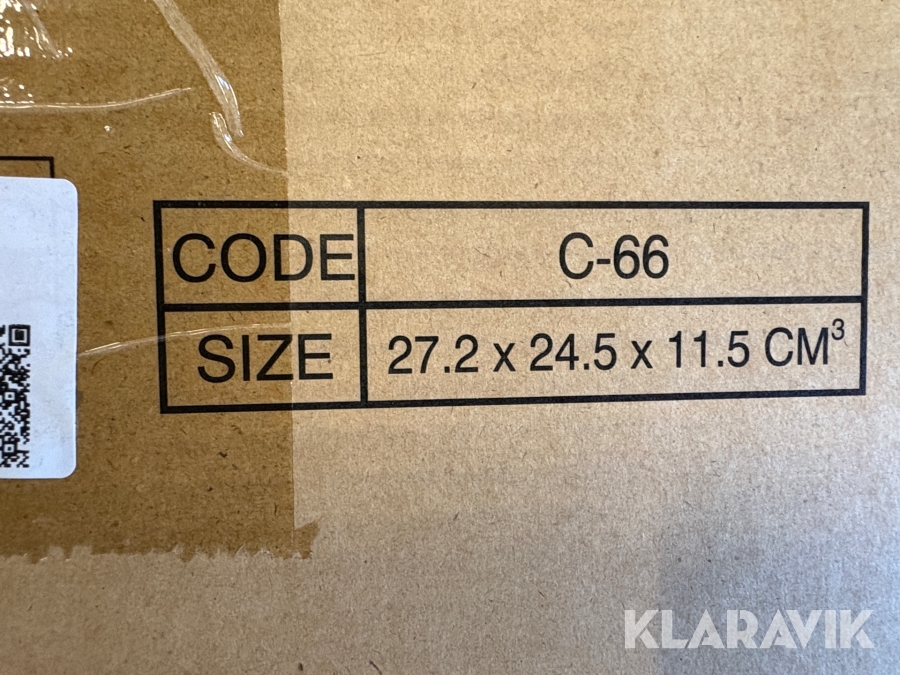 CODE C-66
SIZE 27.2 x 24.5 x 11.5 CM³
KLARAVIK